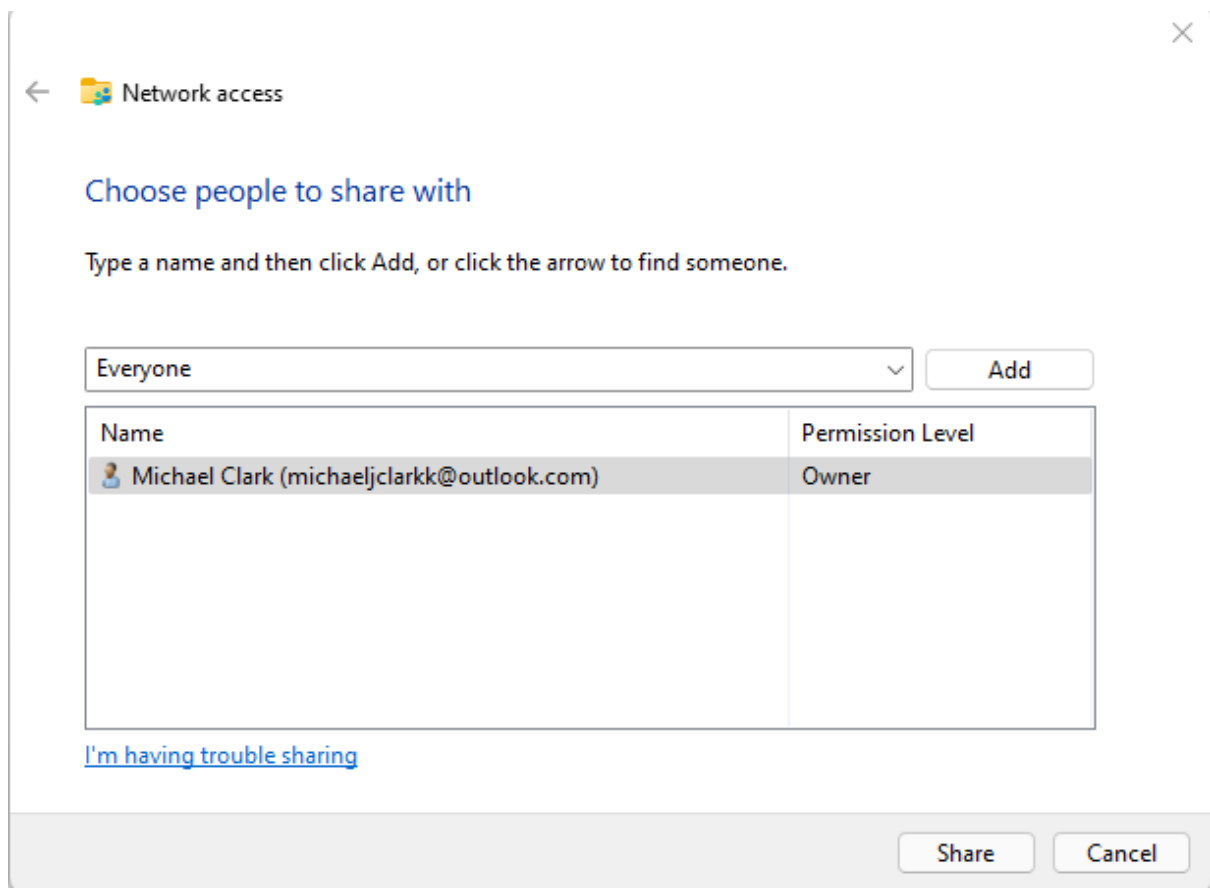 Network access
Choose people to share with
Type a name and then click Add, or click the arrow to find someone.
Everyone
Add
Name
Permission Level
Michael Clark (michaeljclarkk@outlook.com)
Owner
I'm having trouble sharing
Share
Cancel